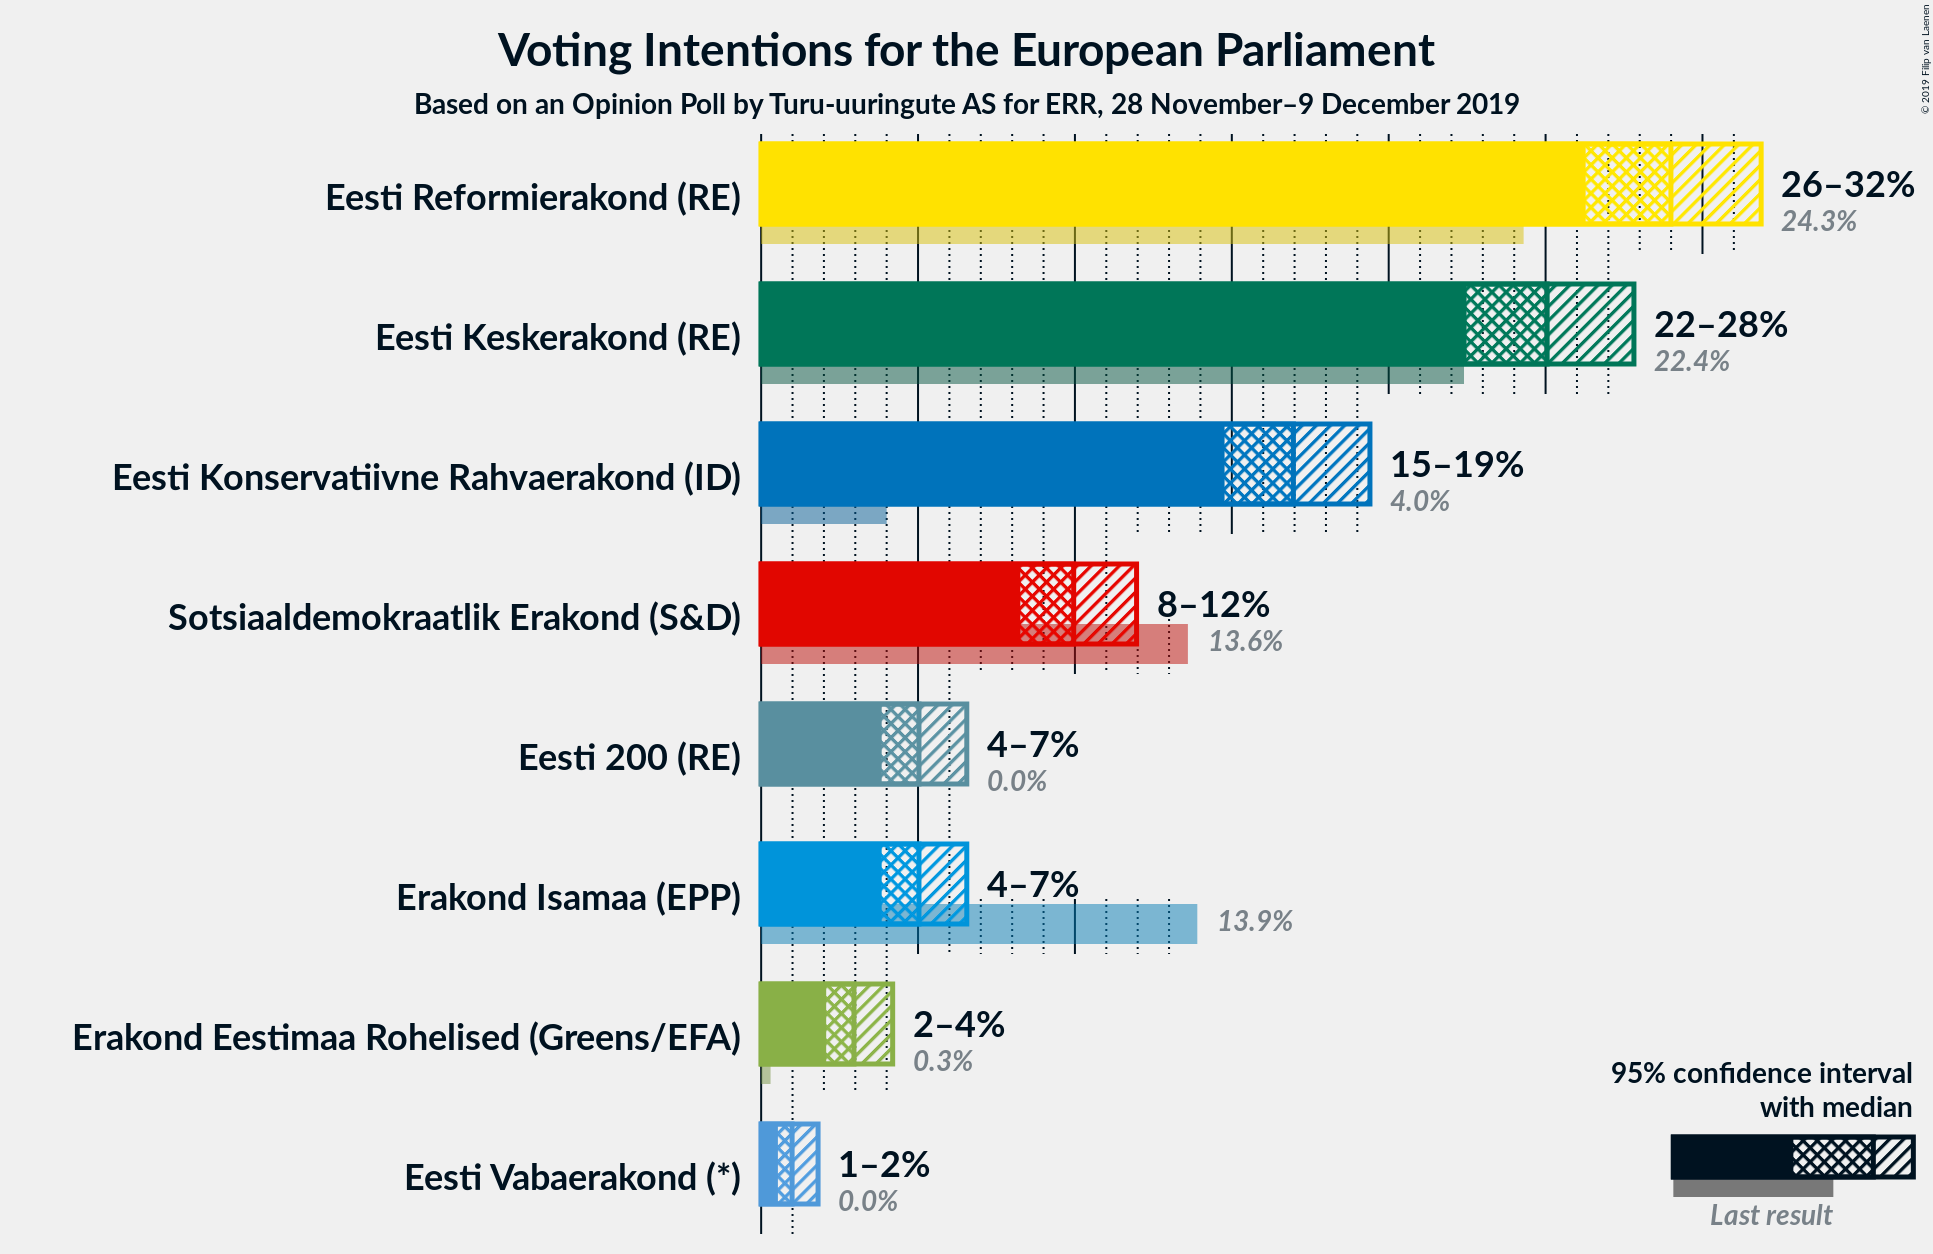 Voting Intentions for the European Parliament
Based on an Opinion Poll by Turu-uuringute AS for ERR, 28 November–9 December 2019
© 2019 Filip van Laenen
Eesti Reformierakond (RE)
26–32%
24.3%
Eesti Keskerakond (RE)
22–28%
22.4%
Eesti Konservatiivne Rahvaerakond (ID)
15–19%
4.0%
Sotsiaaldemokraatlik Erakond (S&D)
8–12%
13.6%
Eesti 200 (RE)
4–7%
0.0%
Erakond Isamaa (EPP)
4–7%
13.9%
Erakond Eestimaa Rohelised (Greens/EFA)
2–4%
0.3%
Eesti Vabaerakond (*)
1–2%
0.0%
95% confidence interval
with median
Last result